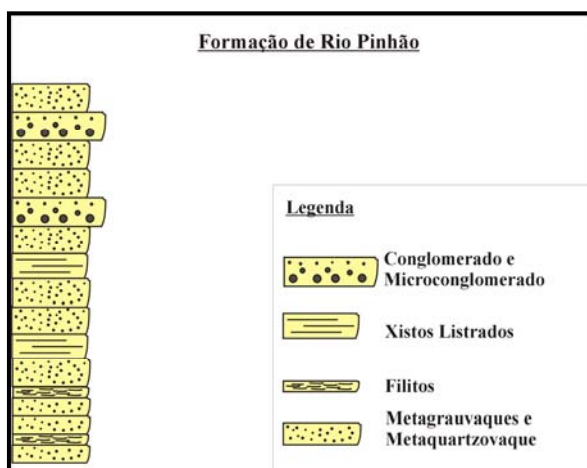 Formação de Rio Pinhão
Legenda
Conglomerado e
Microconglomerado
Xistos Listrados
Filitos
Metagrauvaques e
Metaquartzovaque